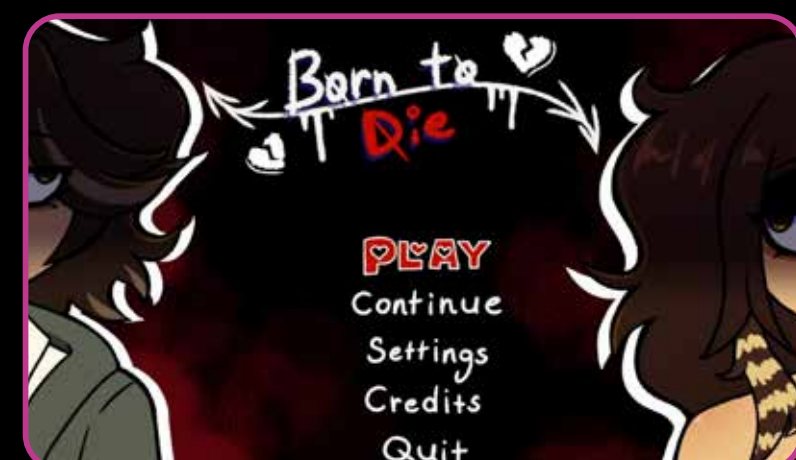 Born to
Die
PLAY
Continue
Settings
Credits
Quit